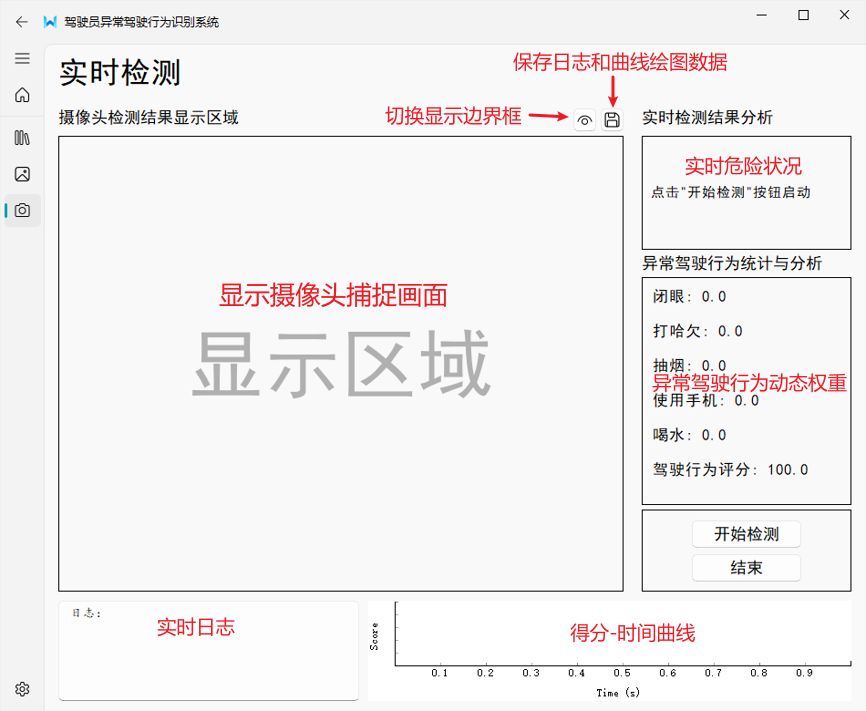 驾驶员异常驾驶行为识别系统
实时检测
保存日志和曲线绘图数据
摄像头检测结果显示区域
切换显示边界框
实时检测结果分析
实时危险状况
点击"开始检测"按钮启动
显示摄像头捕捉画面
显示区域
异常驾驶行为统计与分析
闭眼: 0.0
打哈欠: 0.0
抽烟: 0.0
异常驾驶行为动态权重
使用手机: 0.0
喝水: 0.0
驾驶行为评分: 100.0
开始检测
结束
日志:
实时日志
Score
得分-时间曲线
0.1 0.2 0.3 0.4 0.5 0.6 0.7 0.8 0.9
Time (s)